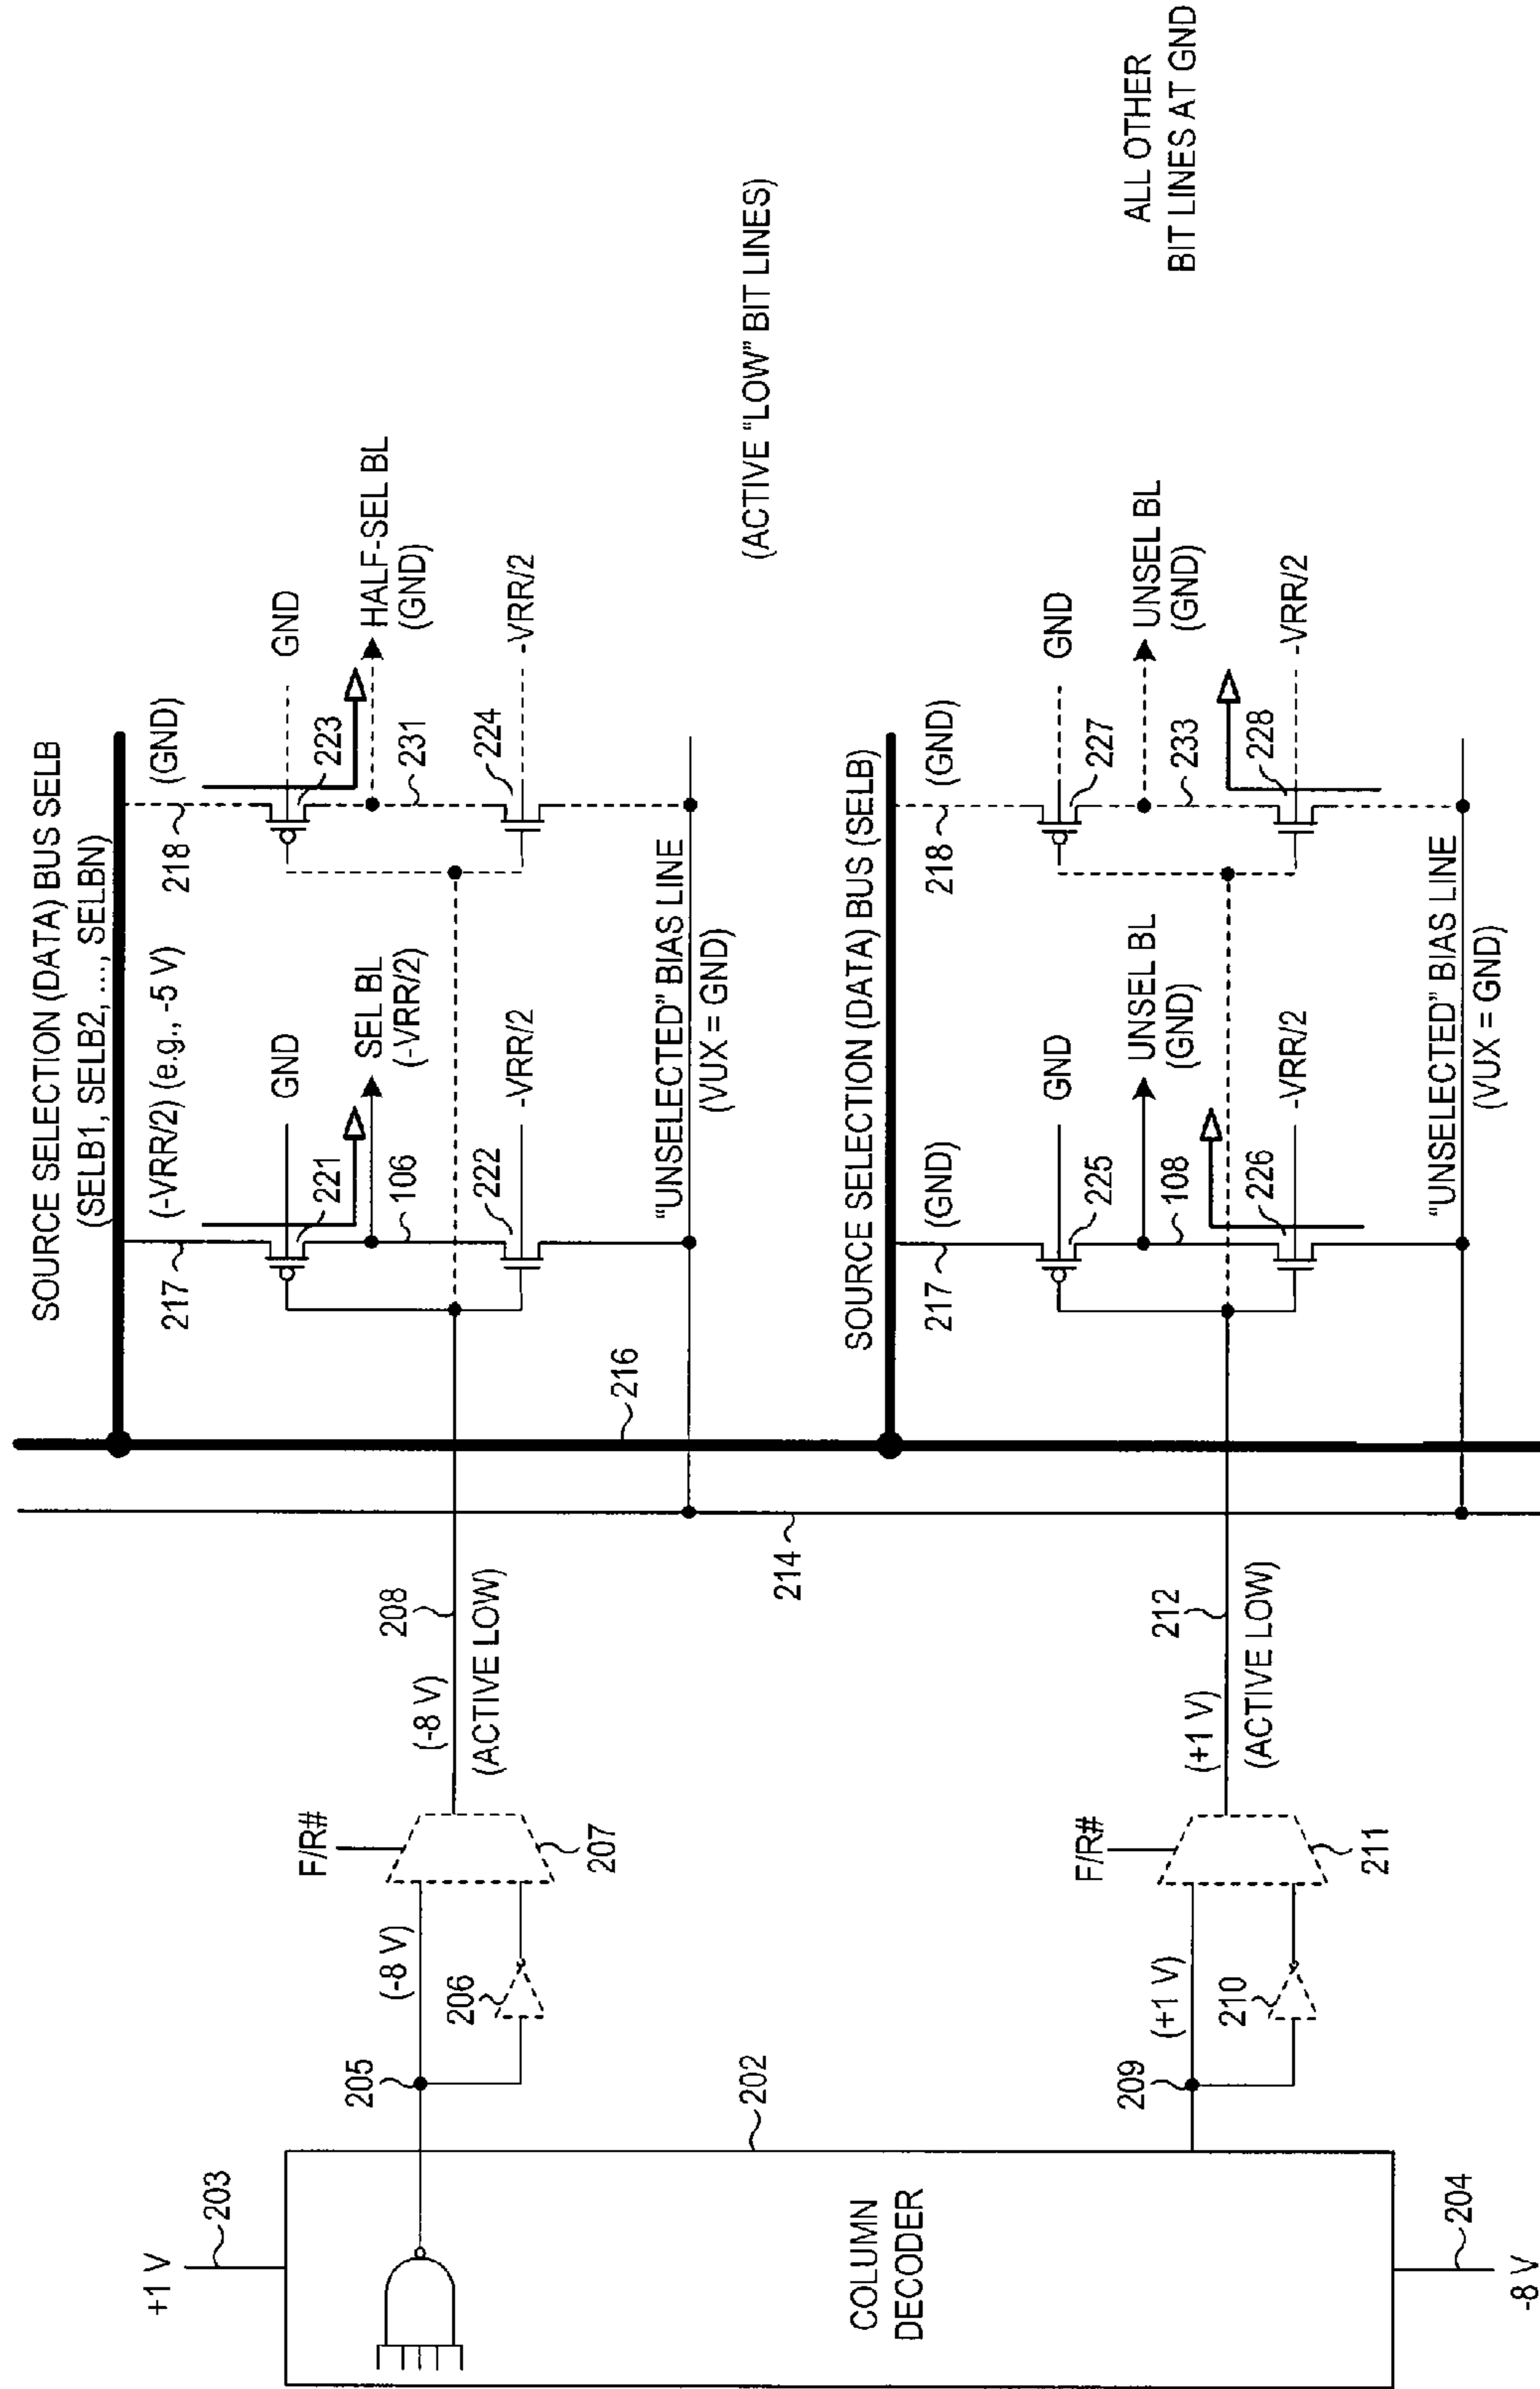 +1 V
203
COLUMN
DECODER
202
204
-8 V
205
(-8 V)
206
F/R#
207
(-8 V)
208
(ACTIVE LOW)
209
(+1 V)
210
F/R#
211
(+1 V)
212
(ACTIVE LOW)
214
216
SOURCE SELECTION (DATA) BUS SELB
(SELB1, SELB2, ..., SELBN)
217
(-VRR/2) (e.g., -5 V)
221
GND
SEL BL
(-VRR/2)
106
222
-VRR/2
218
(GND)
223
GND
HALF-SEL BL
(GND)
231
224
-VRR/2
"UNSELECTED" BIAS LINE
(VUX = GND)
(ACTIVE "LOW" BIT LINES)
SOURCE SELECTION (DATA) BUS (SELB)
217
(GND)
225
GND
UNSEL BL
(GND)
108
226
-VRR/2
218
(GND)
227
GND
UNSEL BL
(GND)
233
228
-VRR/2
"UNSELECTED" BIAS LINE
(VUX = GND)
ALL OTHER
BIT LINES AT GND